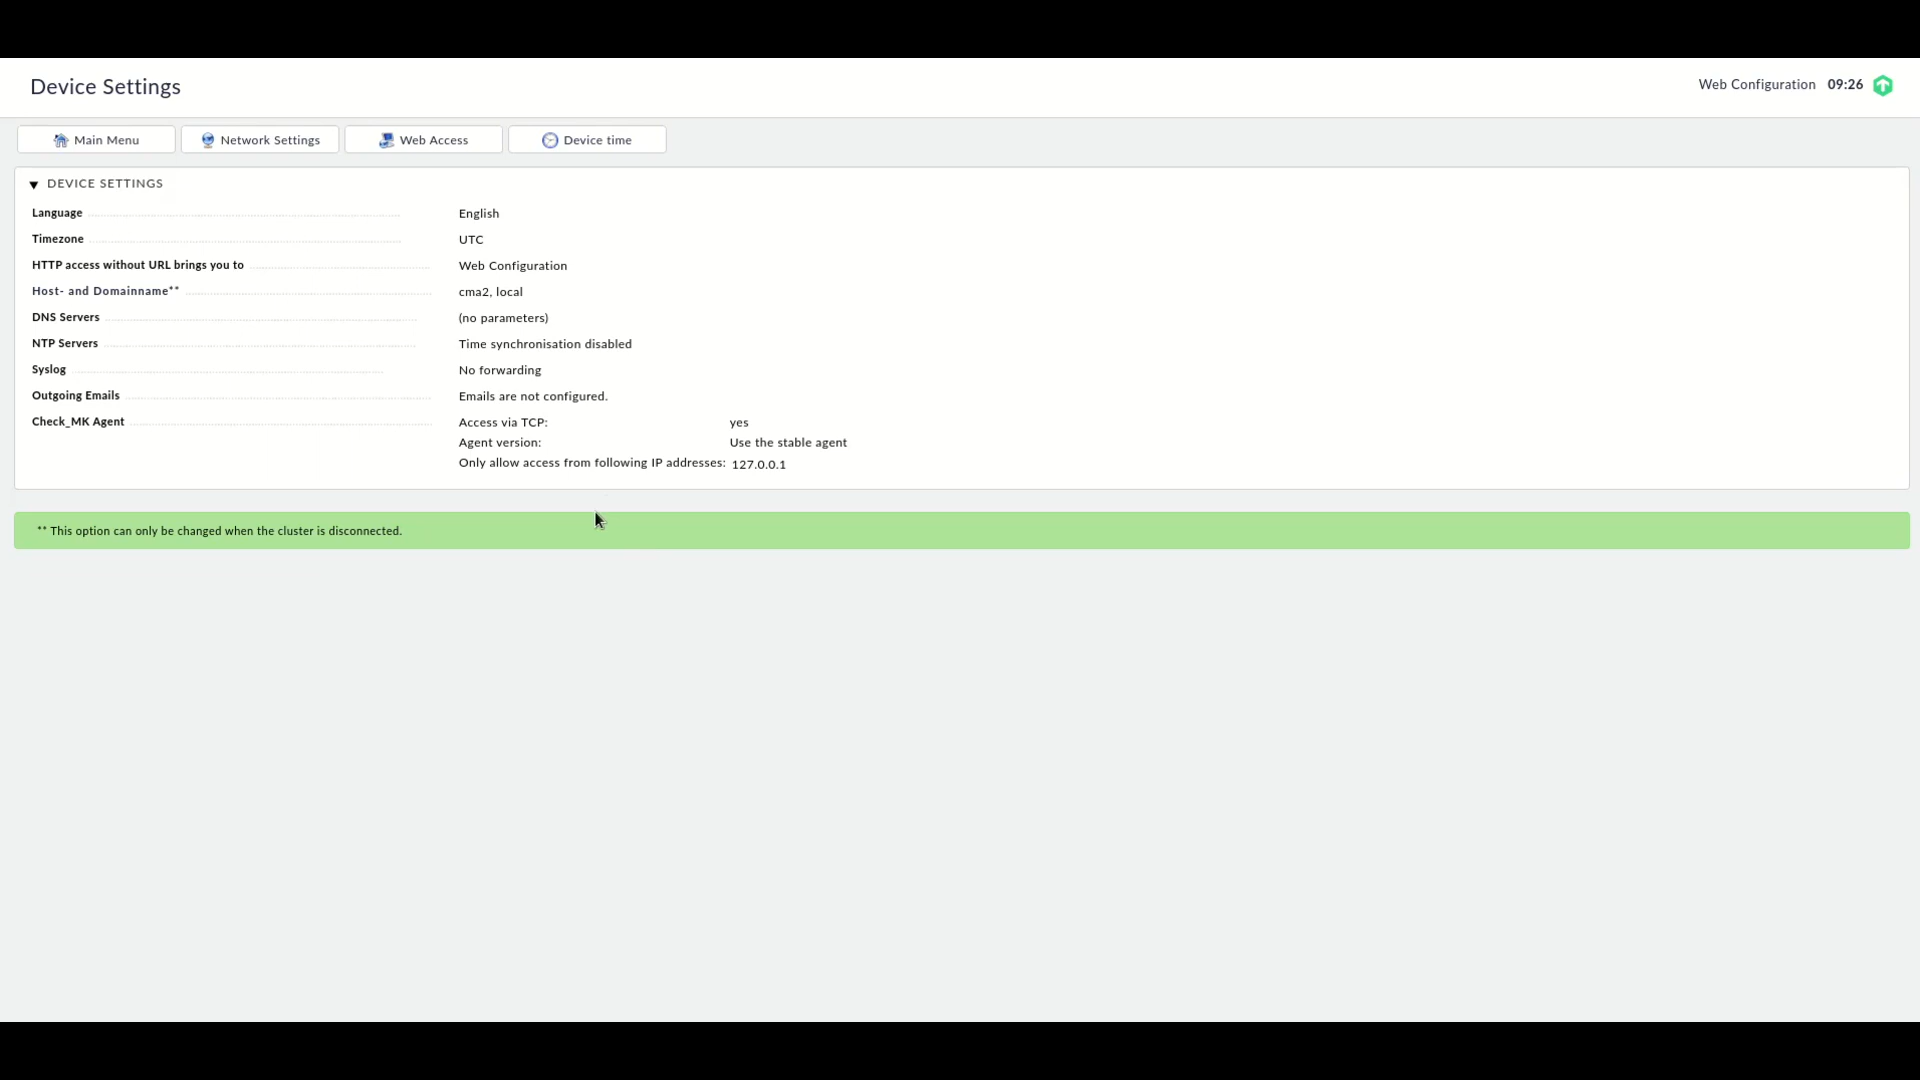 Device Settings
Web Configuration 09:26
Main Menu Network Settings Web Access Device time
DEVICE SETTINGS
Language English
Timezone UTC
HTTP access without URL brings you to Web Configuration
Host- and Domainname** cma2, local
DNS Servers (no parameters)
NTP Servers Time synchronisation disabled
Syslog No forwarding
Outgoing Emails Emails are not configured.
Check_MK Agent Access via TCP: yes
Agent version: Use the stable agent
Only allow access from following IP addresses: 127.0.0.1
** This option can only be changed when the cluster is disconnected.